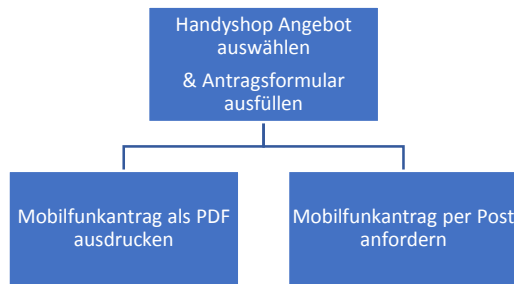 Handyshop Angebot
auswählen
& Antragsformular
ausfüllen
Mobilfunkantrag als PDF
ausdrucken
Mobilfunkantrag per Post
anfordern